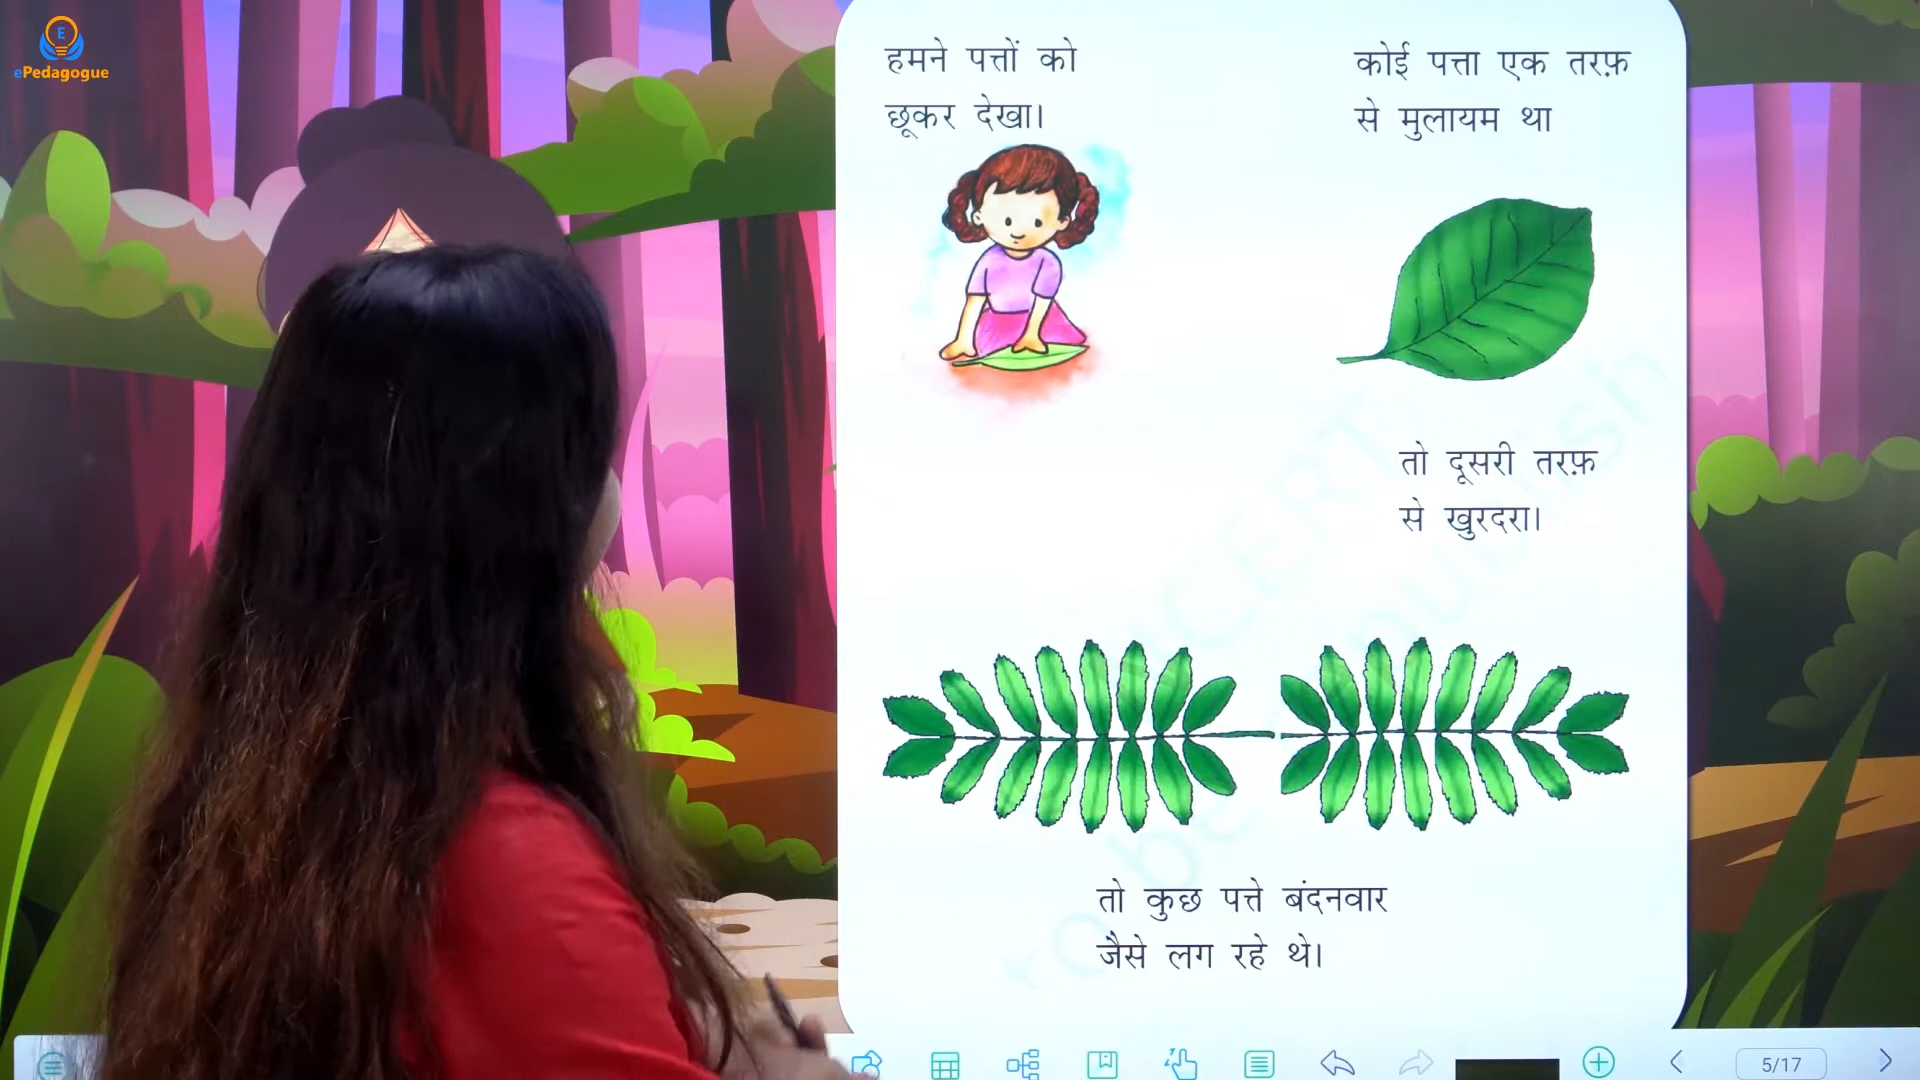 E
ePedagogue
हमने पत्तों को
छूकर देखा।
कोई पत्ता एक तरफ़
से मुलायम था
तो दूसरी तरफ़
से खुरदरा।
तो कुछ पत्ते बंदनवार
जैसे लग रहे थे।
5/17